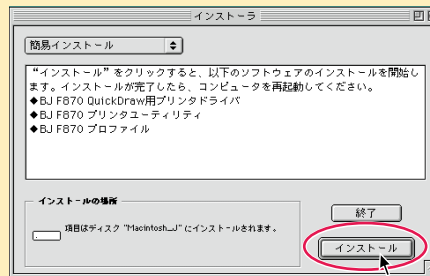 インストーラ
簡易インストール
“インストール”をクリックすると、以下のソフトウェアのインストールを開始し
ます。インストールが完了したら、コンピュータを再起動してください。
◆BJ F870 QuickDraw用プリンタドライバ
◆BJ F870 プリンタユーティリティ
◆BJ F870 プロファイル
インストールの場所
項目はディスク “Macintosh_J” にインストールされます。
終了
インストール